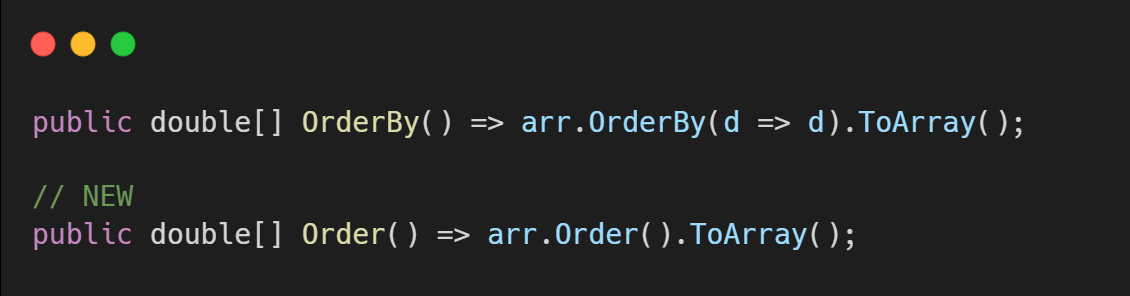 public double[] OrderBy() => arr.OrderBy(d => d).ToArray();
// NEW
public double[] Order() => arr.Order().ToArray();